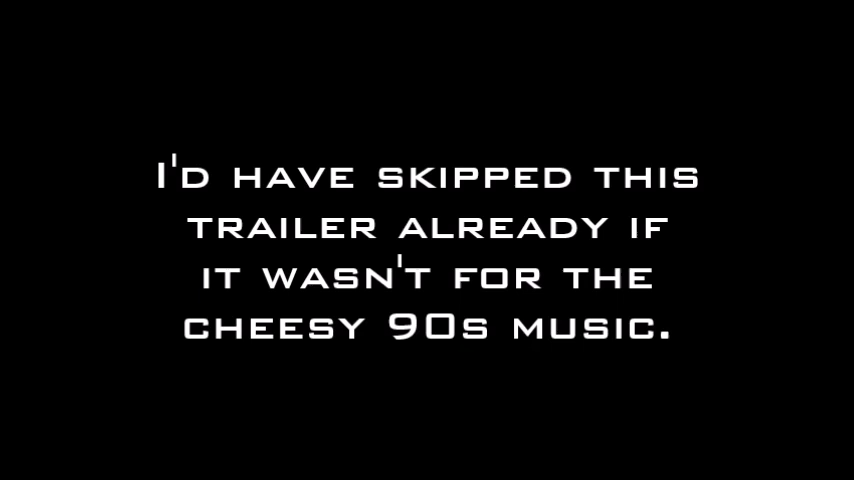 I'd have skipped this
trailer already if
it wasn't for the
cheesy 90s music.